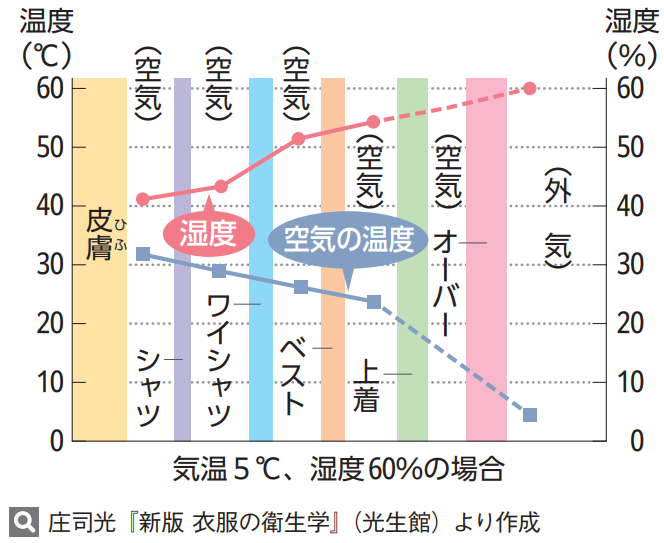 温度
(℃)
湿度
(%)
60
50
40
30
20
10
0
60
50
40
30
20
10
0
(空気)
(空気)
(空気)
(空気)
(空気)
(外 気)
皮膚
ひふ
湿度
空気の温度
シャツ
ワイシャツ
ベスト
上着
オーバー
気温5℃、湿度60%の場合
庄司光『新版 衣服の衛生学』(光生館)より作成